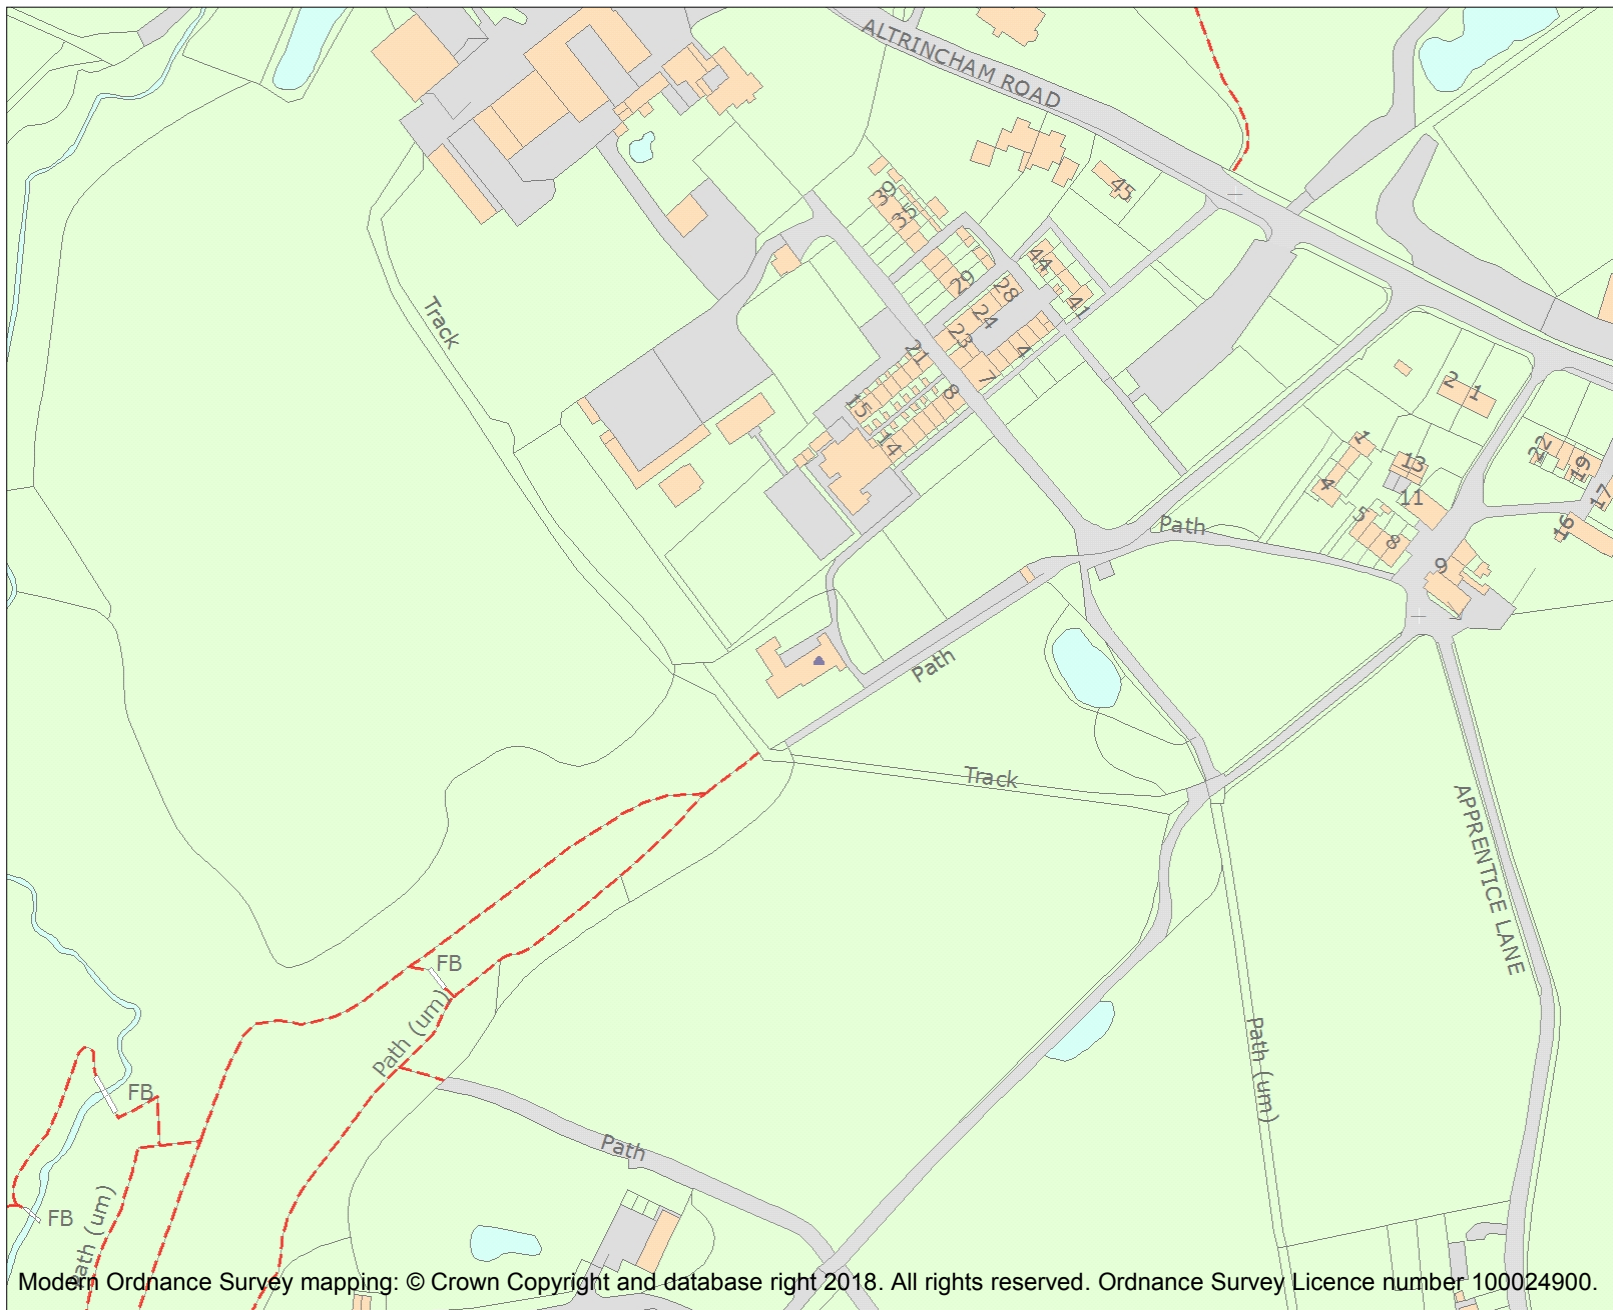 ALTRINCHAM ROAD
45
39
35
44
29
28
41
24
23
4
21
7
8
15
14
Track
2
1
1
13
4
11
5
8
22
19
17
16
9
Path
Path
Track
APPRENTICE LANE
FB
Path (um)
Path (um)
FB
Path
FB
Path (um)
Modern Ordnance Survey mapping: © Crown Copyright and database right 2018. All rights reserved. Ordnance Survey Licence number 100024900.